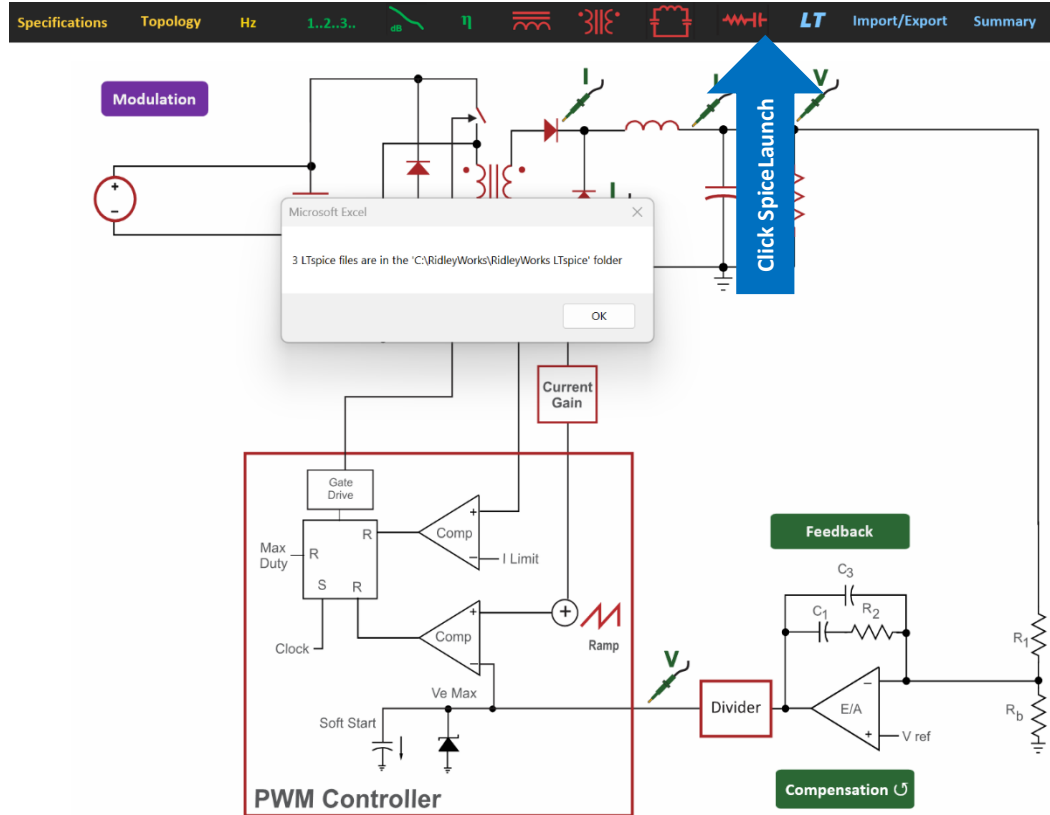 Specifications Topology Hz 1..2..3.. dB η LT Import/Export Summary
Modulation
I
V
+
-
Click SpiceLaunch
Microsoft Excel
3 LTspice files are in the 'C:\RidleyWorks\RidleyWorks LTspice' folder
OK
Current
Gain
Gate
Drive
Max
Duty
R
R
S R
Clock
+
Comp
-
I Limit
+
Comp
-
+
Ramp
Ve Max
Soft Start
V
Divider
PWM Controller
Feedback
C3
C1 R2
R1
-
E/A
+
V ref
Rb
Compensation ↺